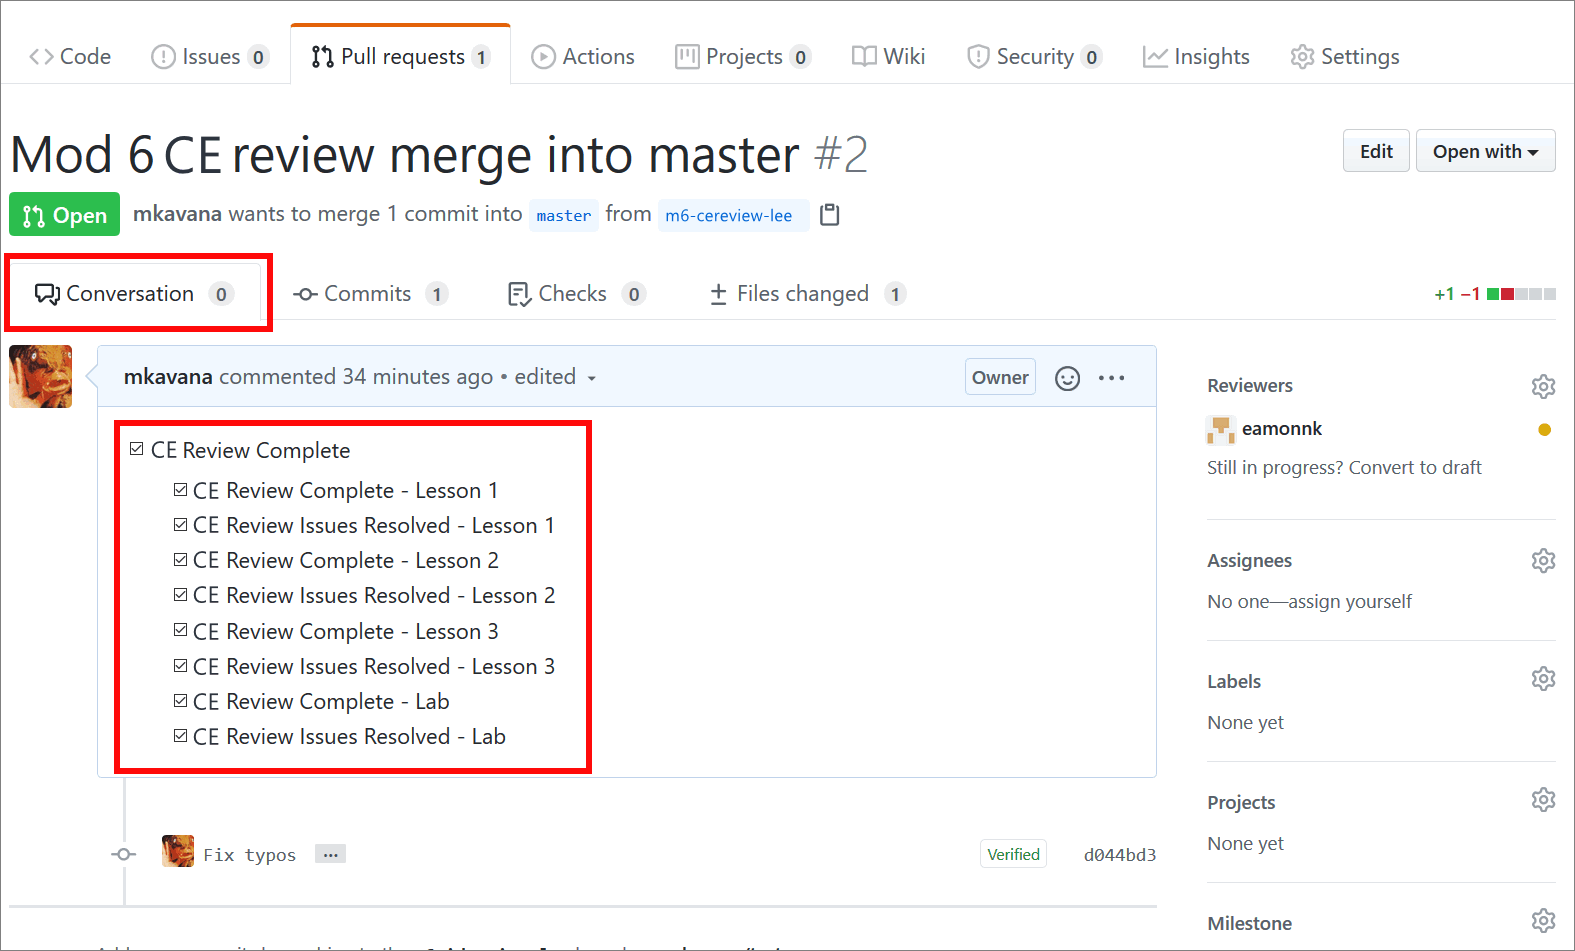 Code Issues 0 Pull requests 1 Actions Projects 0 Wiki Security 0 Insights Settings
Mod 6 CE review merge into master #2
Edit Open with
Open mkavana wants to merge 1 commit into master from m6-cereview-lee
Conversation 0 Commits 1 Checks 0 Files changed 1 +1 −1
mkavana commented 34 minutes ago • edited Owner
CE Review Complete
CE Review Complete - Lesson 1
CE Review Issues Resolved - Lesson 1
CE Review Complete - Lesson 2
CE Review Issues Resolved - Lesson 2
CE Review Complete - Lesson 3
CE Review Issues Resolved - Lesson 3
CE Review Complete - Lab
CE Review Issues Resolved - Lab
Fix typos ... Verified d044bd3
Reviewers
eamonnk
Still in progress? Convert to draft
Assignees
No one—assign yourself
Labels
None yet
Projects
None yet
Milestone